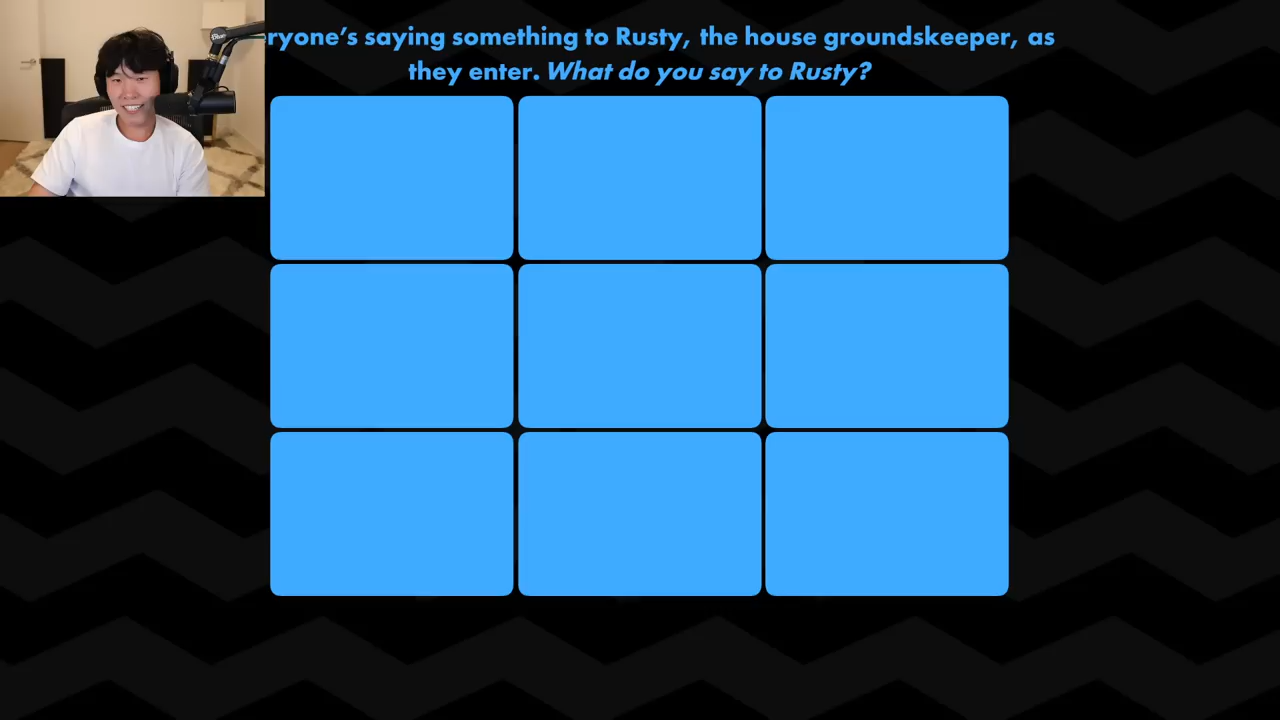 ryone's saying something to Rusty, the house groundskeeper, as
they enter. What do you say to Rusty?